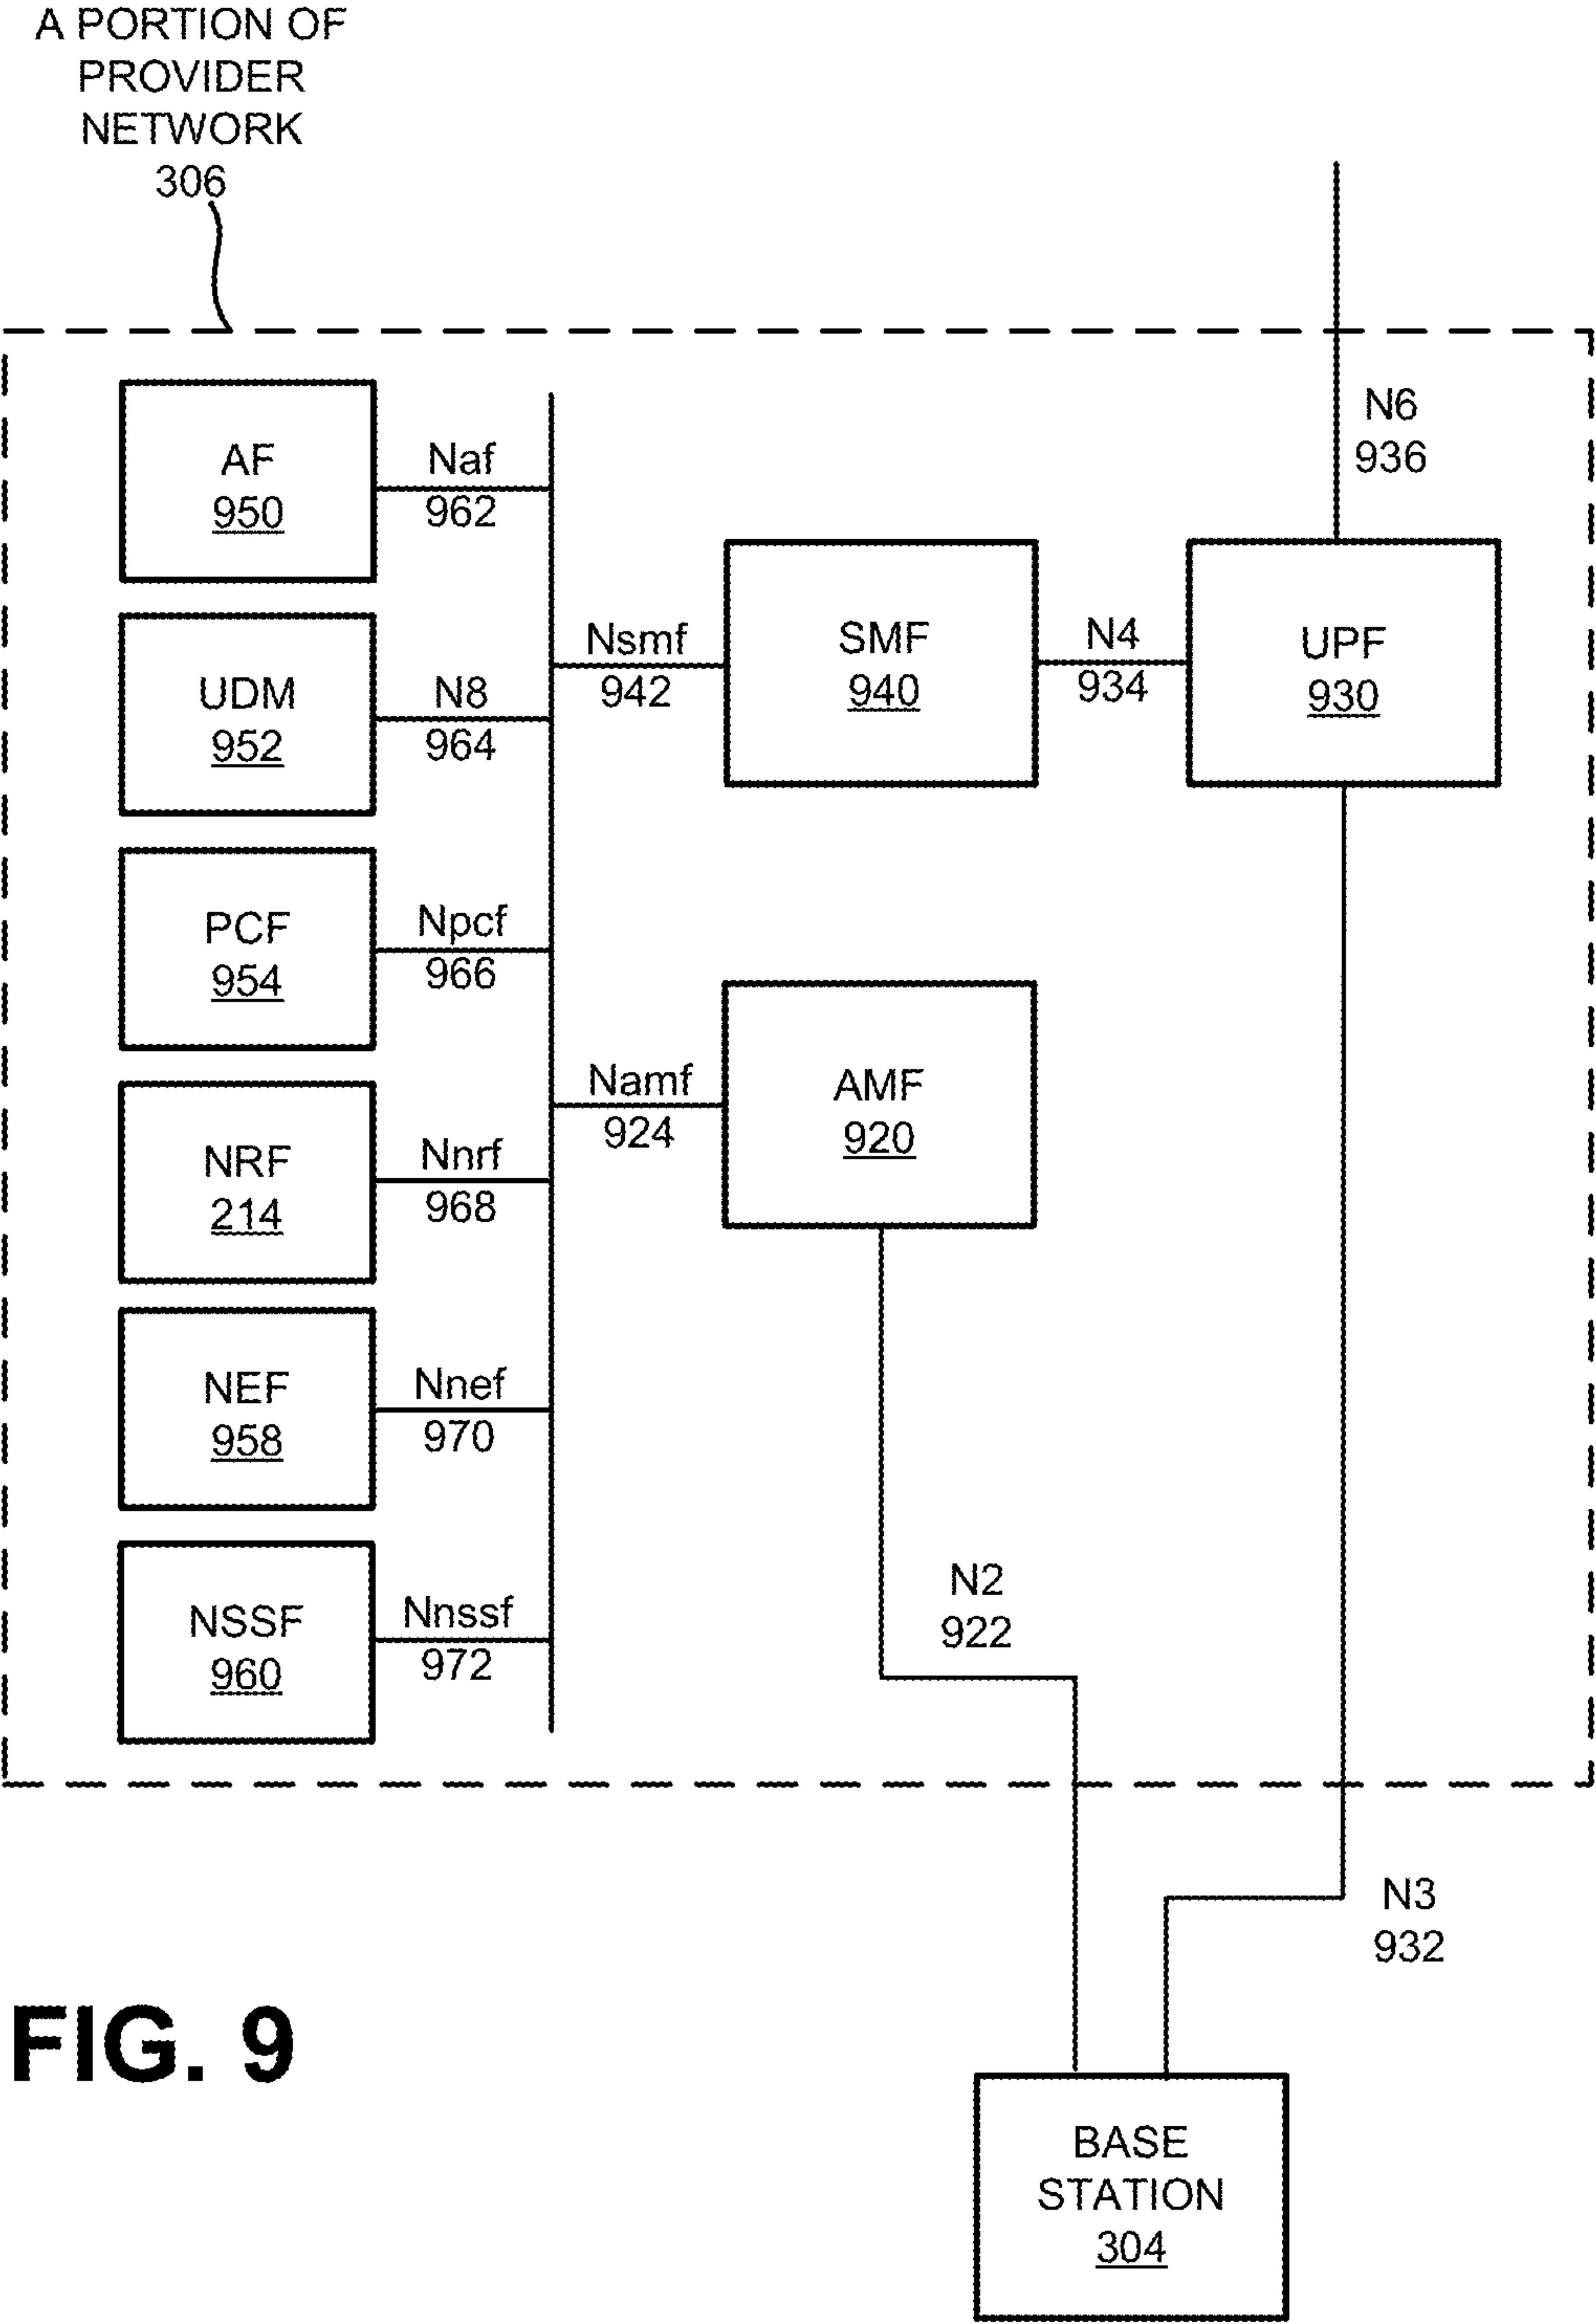 A PORTION OF
PROVIDER
NETWORK
306
N6
936
AF
950
Naf
962
UDM
952
N8
964
Nsmf
942
SMF
940
N4
934
UPF
930
PCF
954
Npcf
966
Namf
924
AMF
920
NRF
214
Nnrf
968
NEF
958
Nnef
970
NSSF
960
Nnssf
972
N2
922
N3
932
FIG. 9
BASE
STATION
304